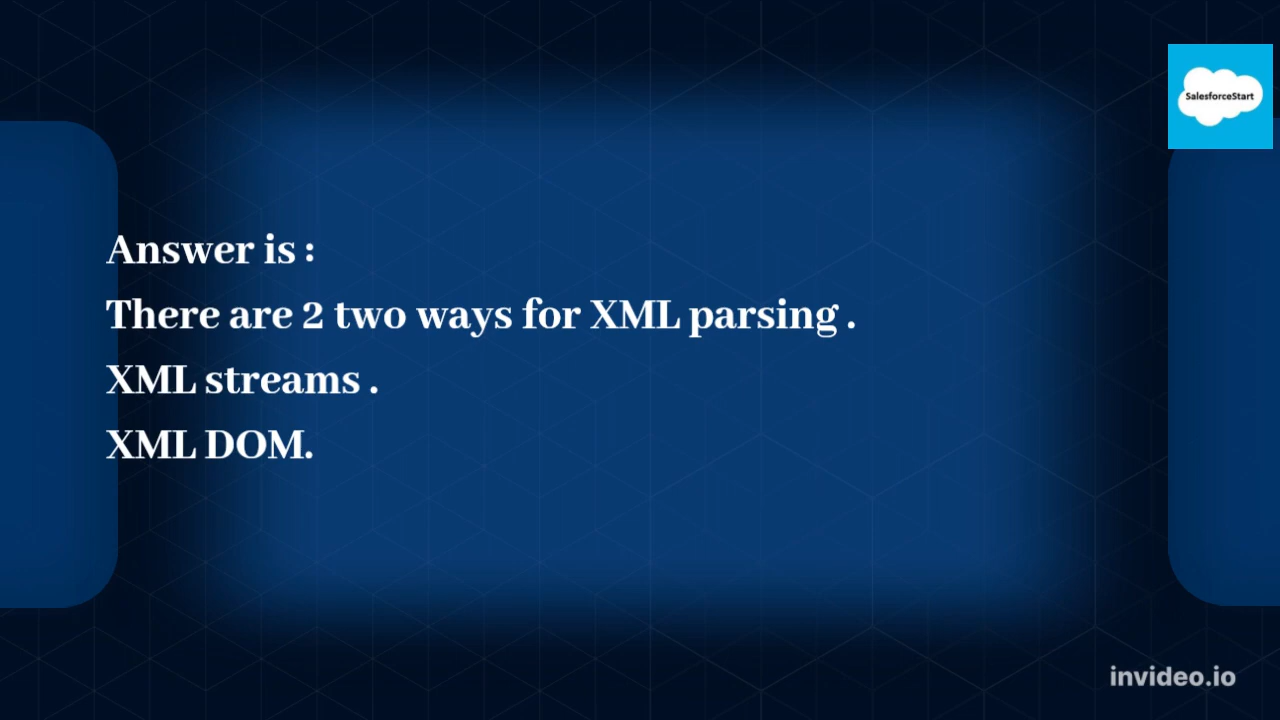 SalesforceStart
Answer is :
There are 2 two ways for XML parsing .
XML streams .
XML DOM.
invideo.io